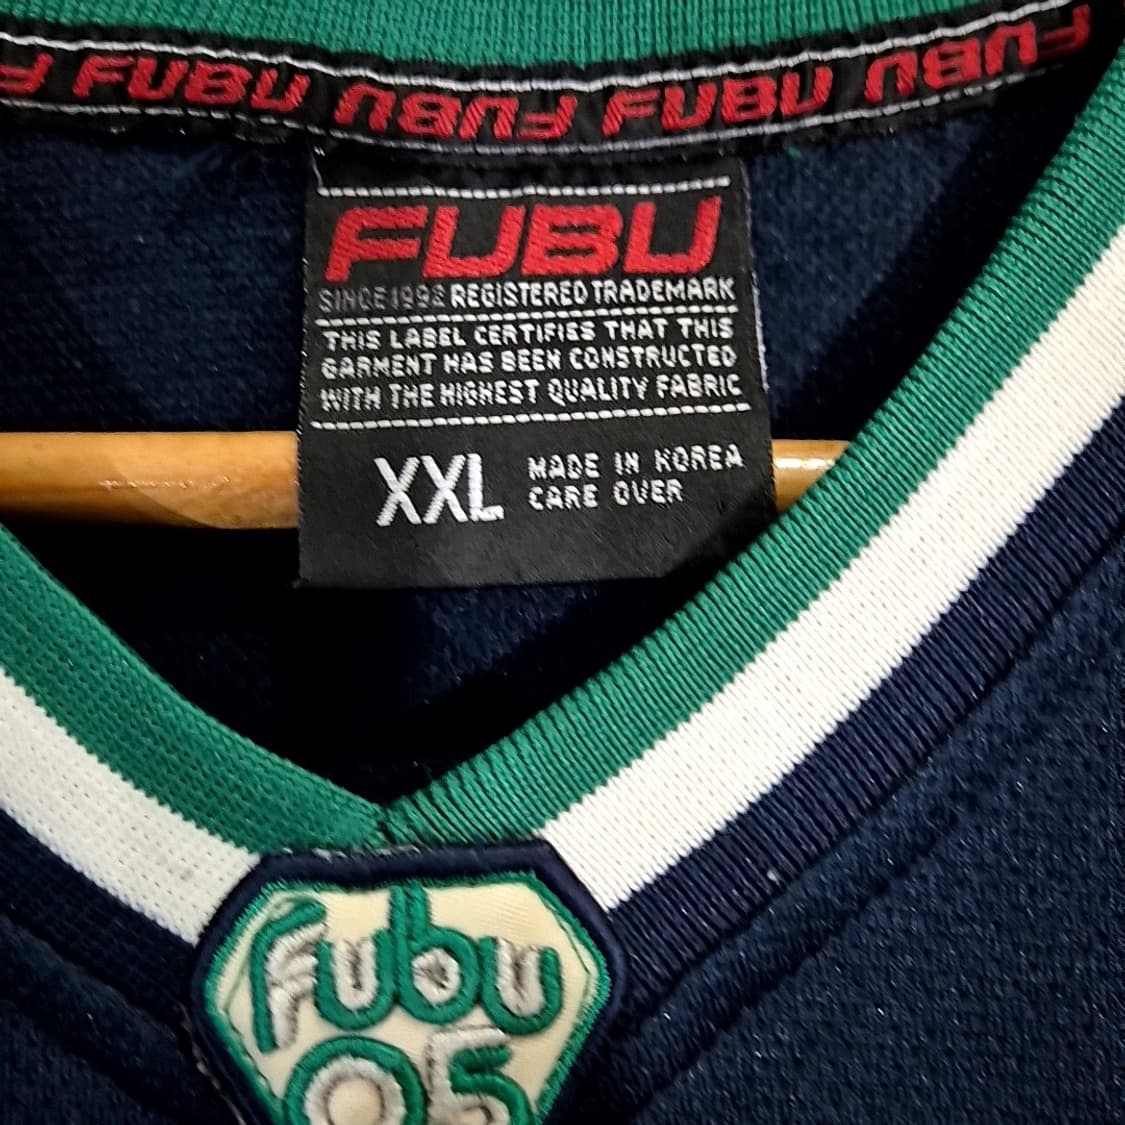 FUBU FUBU FUBU FUBU
FUBU
SINCE 1992 REGISTERED TRADEMARK
THIS LABEL CERTIFIES THAT THIS
GARMENT HAS BEEN CONSTRUCTED
WITH THE HIGHEST QUALITY FABRIC
XXL MADE IN KOREA
CARE OVER
fubu
05